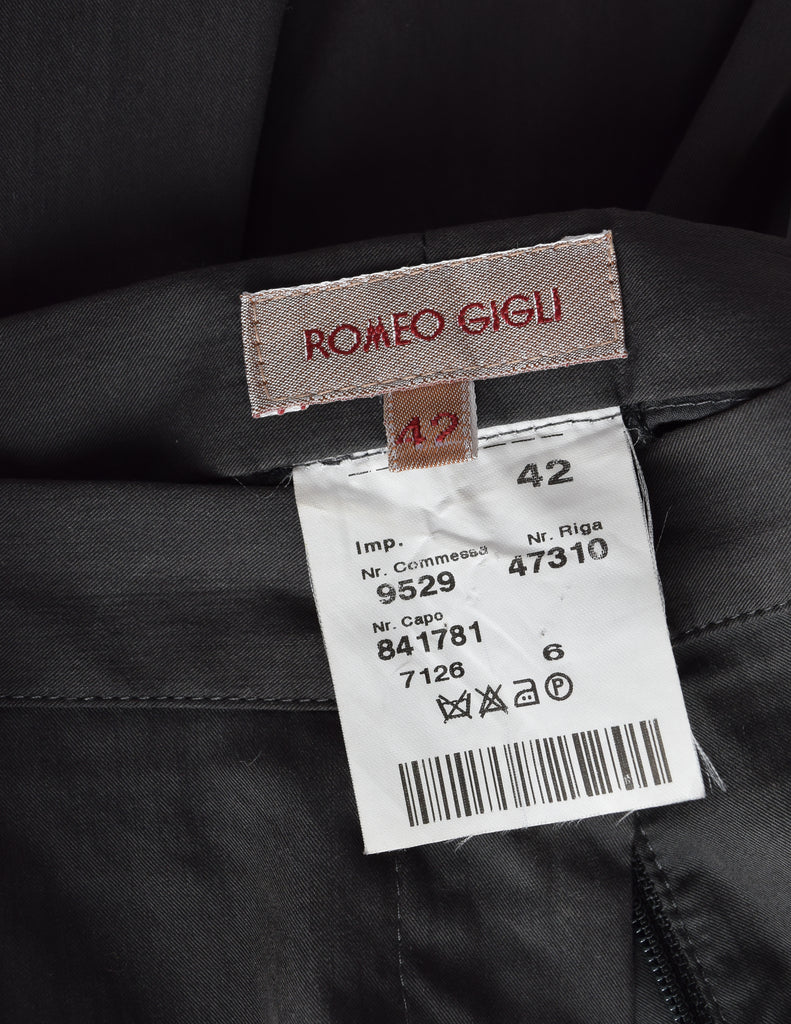 ROMEO GIGLI
42
42
Imp.
Nr. Commessa Nr. Riga
9529 47310
Nr. Capo
841781
7126 6
P